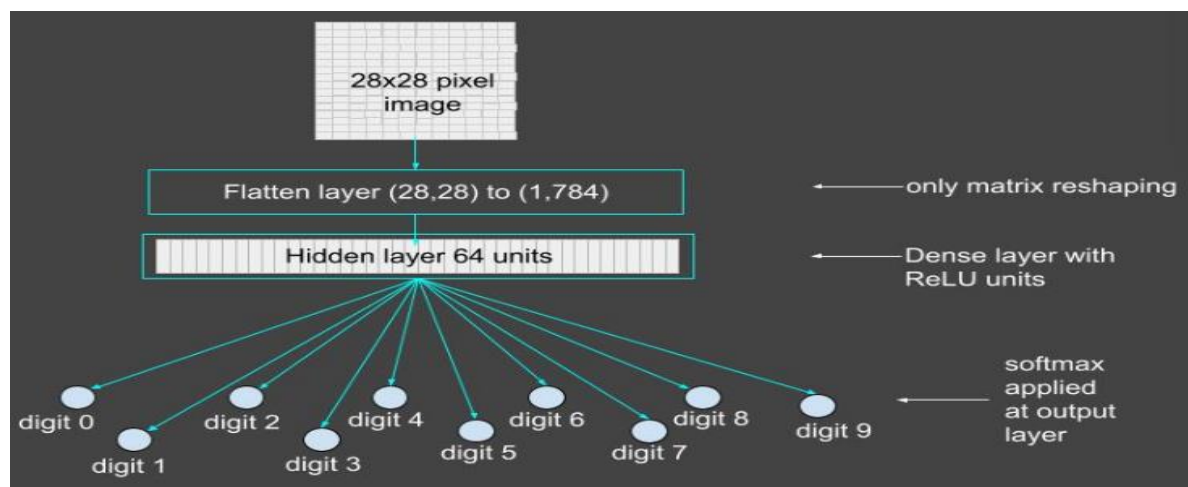 28x28 pixel
image
Flatten layer (28,28) to (1,784)
only matrix reshaping
Hidden layer 64 units
Dense layer with
ReLU units
softmax
applied
at output
layer
digit 0
digit 2
digit 4
digit 6
digit 8
digit 9
digit 1
digit 3
digit 5
digit 7